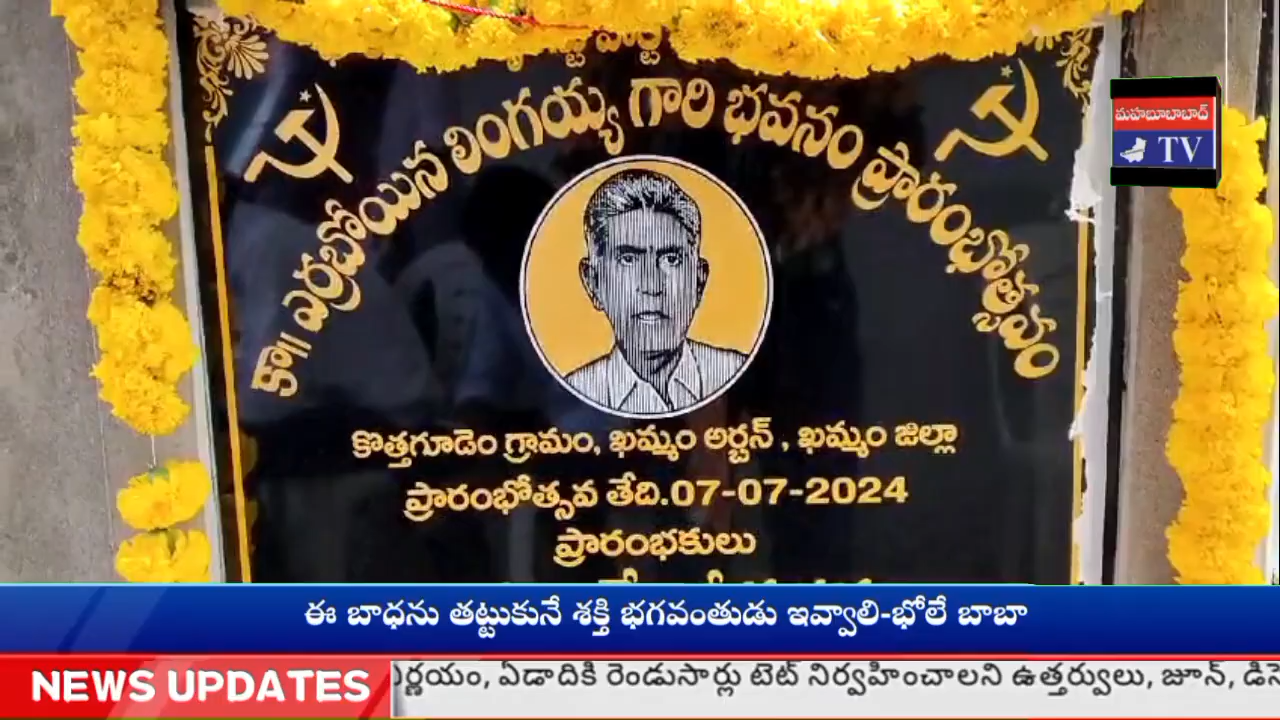 కా॥ ఎర్రబోయిన లింగయ్య గారి భవనం ప్రారంభోత్సవం
మహబూబాబాద్
TV
కొత్తగూడెం గ్రామం, ఖమ్మం అర్బన్ , ఖమ్మం జిల్లా
ప్రారంభోత్సవ తేది.07-07-2024
ప్రారంభకులు
ఈ బాధను తట్టుకునే శక్తి భగవంతుడు ఇవ్వాలి-భోలే బాబా
NEWS UPDATES
ఏడాదికి రెండుసార్లు టెట్ నిర్వహించాలని ఉత్తర్వులు, జూన్,